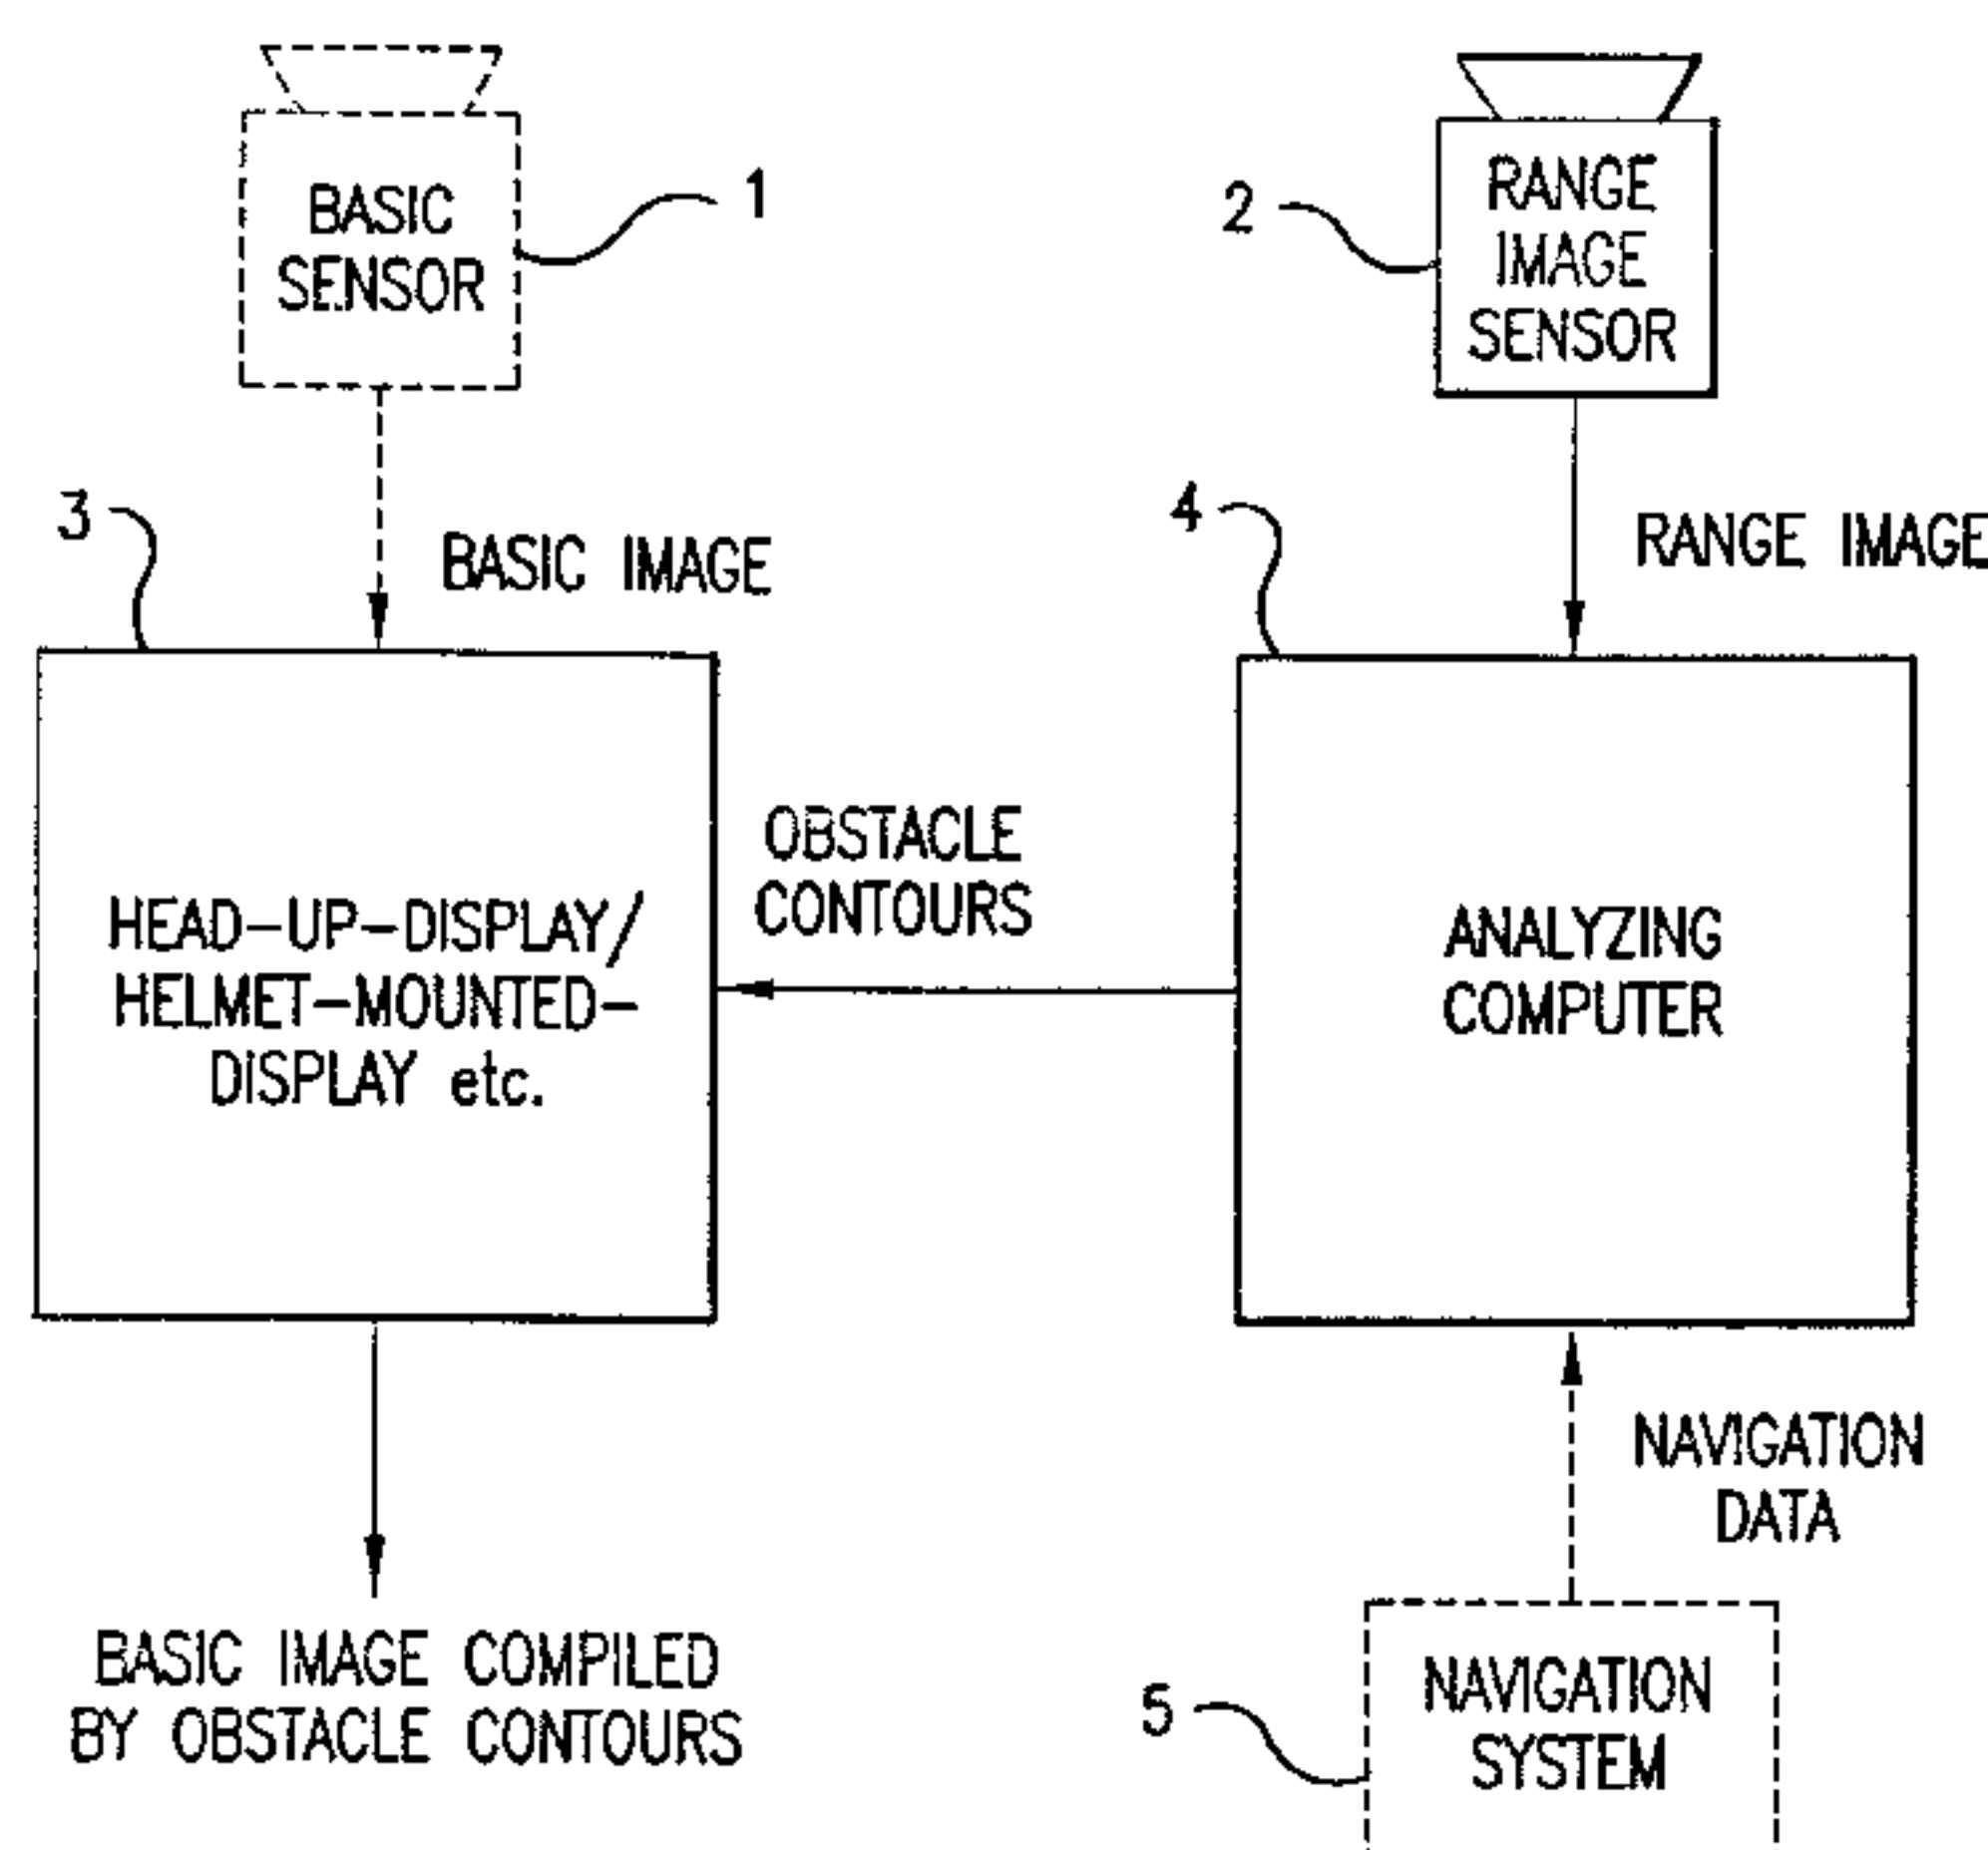 BASIC
SENSOR
1
2
RANGE
IMAGE
SENSOR
3
BASIC IMAGE
4
RANGE IMAGE
HEAD-UP-DISPLAY/
HELMET-MOUNTED-
DISPLAY etc.
OBSTACLE
CONTOURS
ANALYZING
COMPUTER
NAVIGATION
DATA
BASIC IMAGE COMPILED
BY OBSTACLE CONTOURS
5
NAVIGATION
SYSTEM